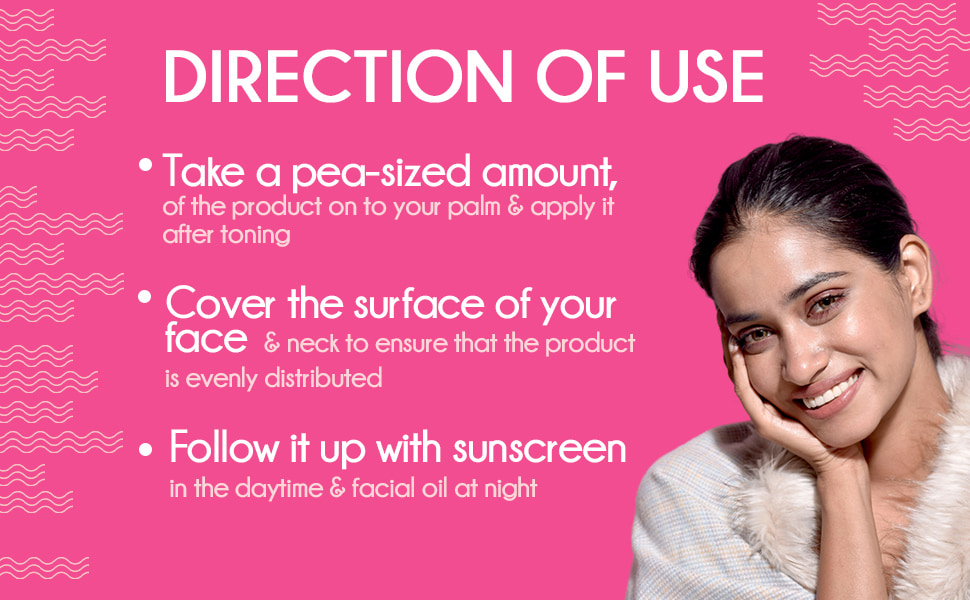 DIRECTION OF USE
• Take a pea-sized amount,
of the product on to your palm & apply it
after toning
• Cover the surface of your
face & neck to ensure that the product
is evenly distributed
• Follow it up with sunscreen
in the daytime & facial oil at night